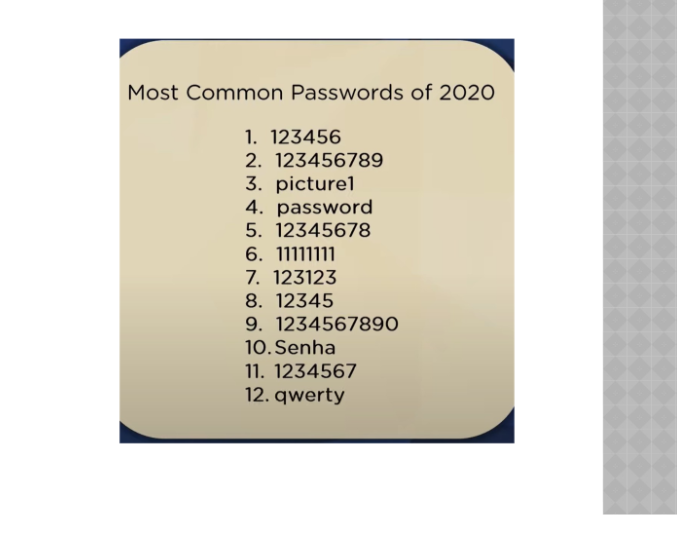 Most Common Passwords of 2020
1. 123456
2. 123456789
3. picture1
4. password
5. 12345678
6. 11111111
7. 123123
8. 12345
9. 1234567890
10. Senha
11. 1234567
12. qwerty